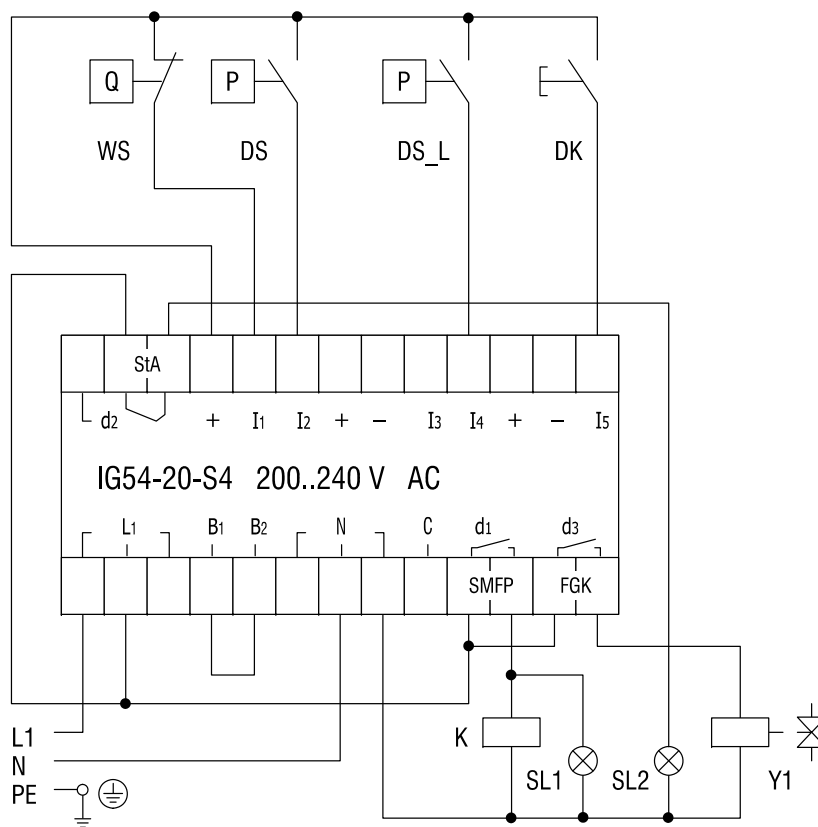 Q P P
WS DS DS_L DK
StA
d2 + I1 I2 + − I3 I4 + − I5
IG54-20-S4 200..240 V AC
L1 B1 B2 N C d1 d3
SMFP FGK
L1
N
PE
K
SL1 SL2 Y1